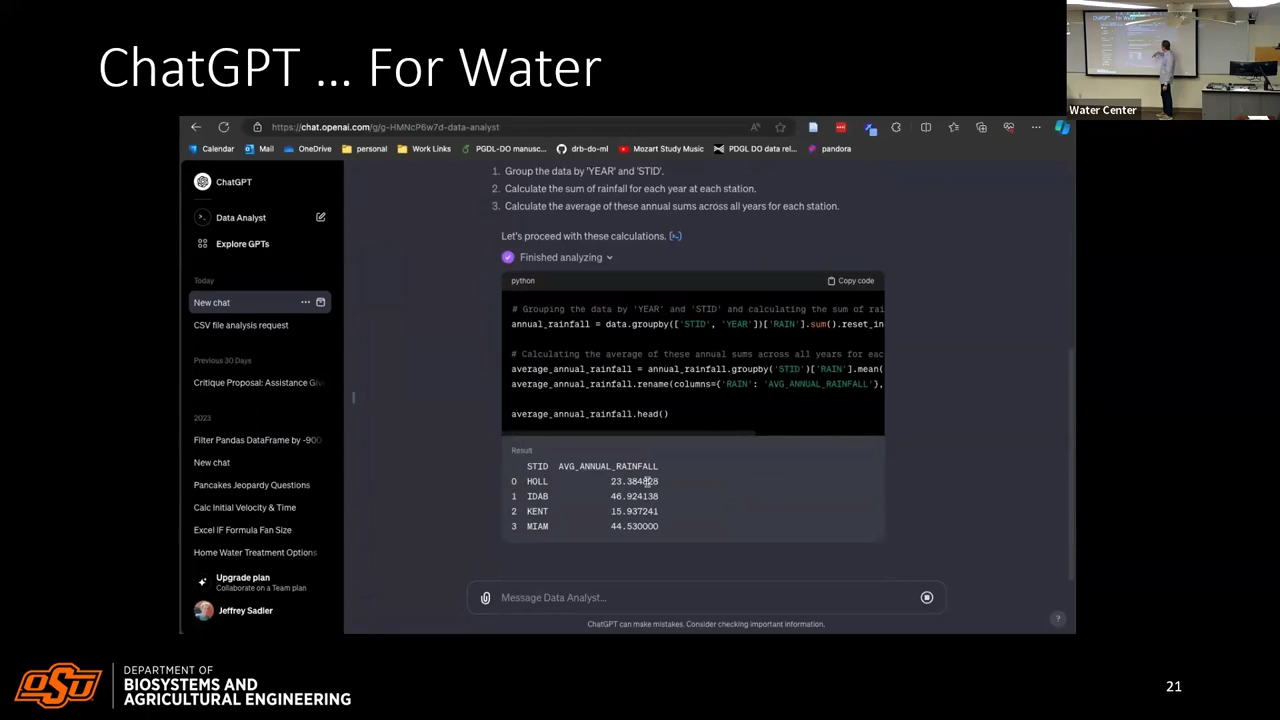 ChatGPT ... For Water
Water Center
https://chat.openai.com/g/g-HMNcP6w7d-data-analyst
Calendar
Mail
OneDrive
personal
Work Links
PGDL-DO manusc...
drb-do-ml
Mozart Study Music
PDGL DO data rel...
pandora
ChatGPT
Data Analyst
Explore GPTs
Today
New chat
CSV file analysis request
Previous 30 Days
Critique Proposal: Assistance Giv
2023
Filter Pandas DataFrame by -900
New chat
Pancakes Jeopardy Questions
Calc Initiale Velocity & Time
Excel IF Formula Fan Size
Home Water Treatment Options
Upgrade plan
Collaborate on a Team plan
Jeffrey Sadler
1. Group the data by 'YEAR' and 'STID'.
2. Calculate the sum of rainfall for each year at each station.
3. Calculate the average of these annual sums across all years for each station.
Let's proceed with these calculations. [>-]
Finished analyzing
python
Copy code
# Grouping the data by 'YEAR' and 'STID' and calculating the sum of rai
annual_rainfall = data.groupby(['STID', 'YEAR'])['RAIN'].sum().reset_in
# Calculating the average of these annual sums across all years for eac
average_annual_rainfall = annual_rainfall.groupby('STID')['RAIN'].mean(
average_annual_rainfall.rename(columns={'RAIN': 'AVG_ANNUAL_RAINFALL'},
average_annual_rainfall.head()
Result
STID AVG_ANNUAL_RAINFALL
0 HOLL 23.384828
1 IDAB 46.924138
2 KENT 15.937241
3 MIAM 44.530000
Message Data Analyst...
ChatGPT can make mistakes. Consider checking important information.
?
OSU
DEPARTMENT OF
BIOSYSTEMS AND
AGRICULTURAL ENGINEERING
21